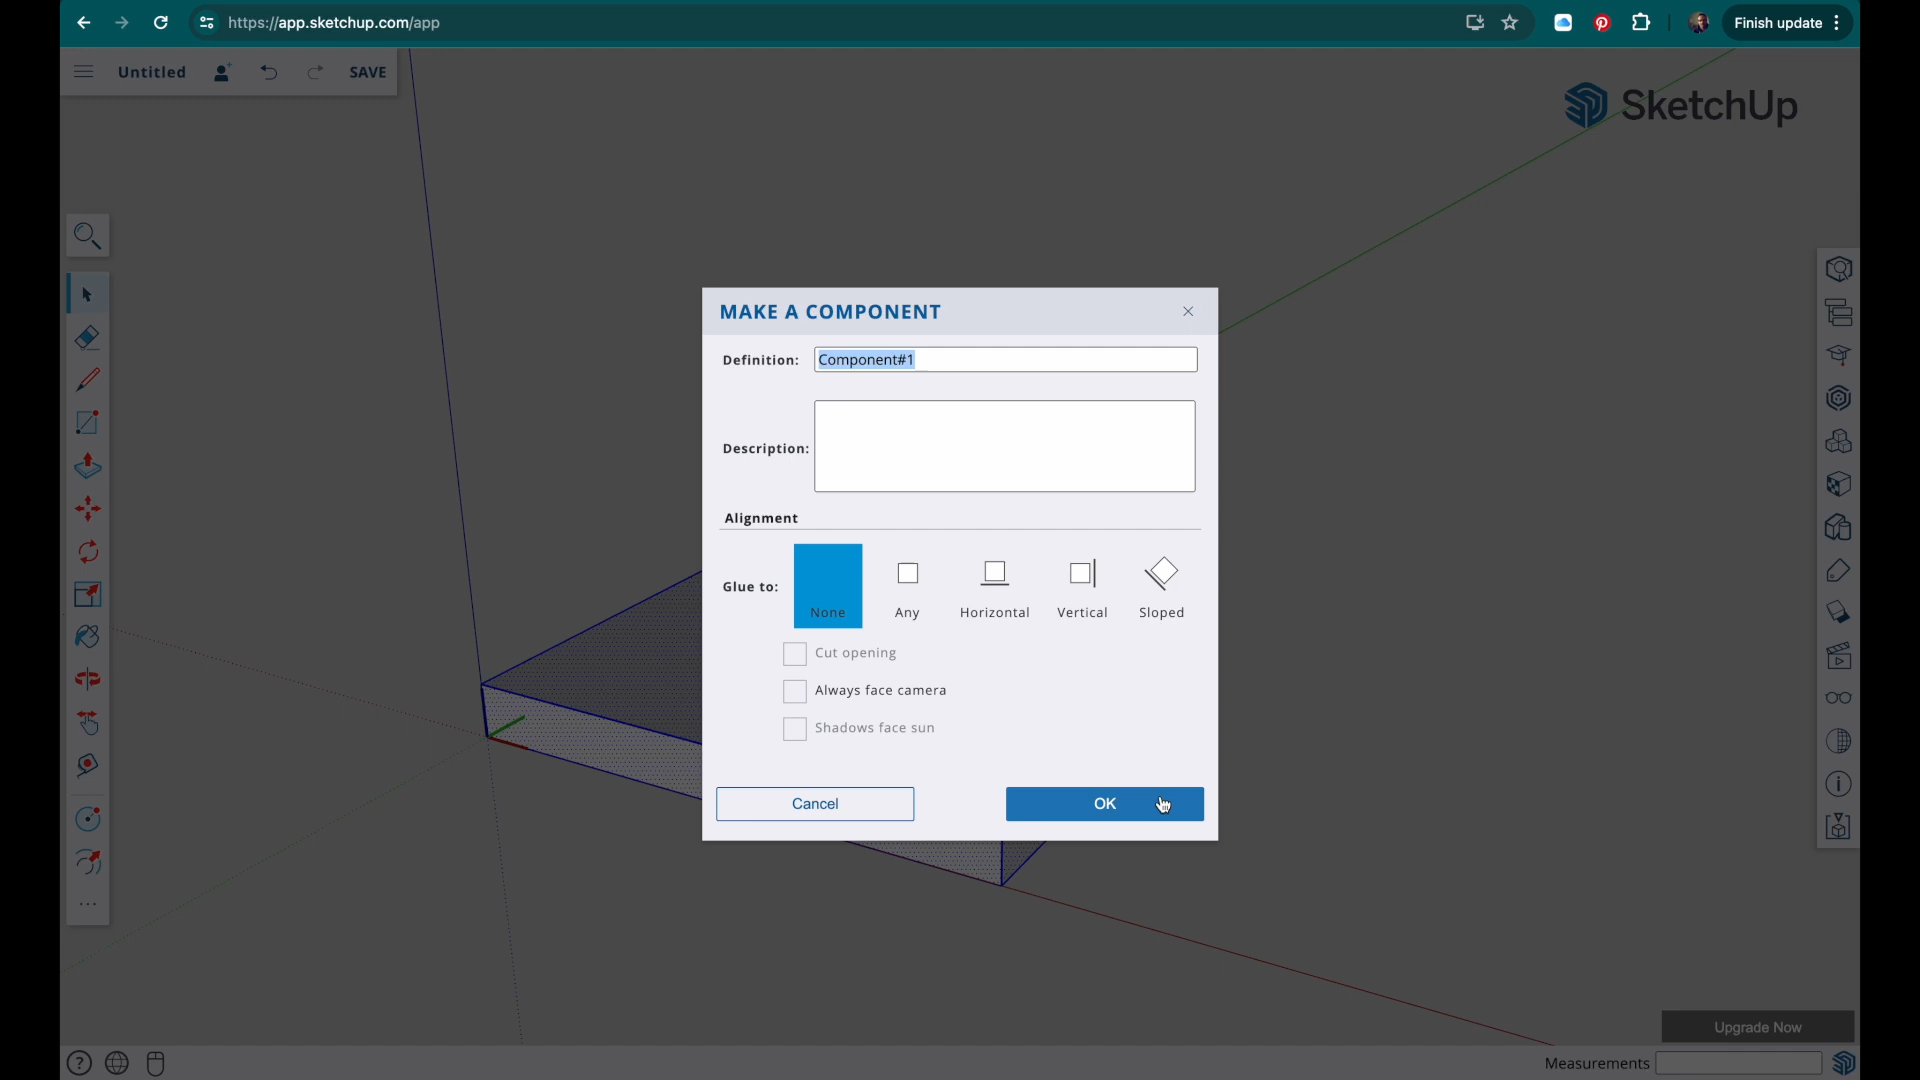 https://app.sketchup.com/app
Finish update
Untitled
SAVE
SketchUp
MAKE A COMPONENT
Definition:
Component#1
Description:
Alignment
Glue to:
None
Any
Horizontal
Vertical
Sloped
Cut opening
Always face camera
Shadows face sun
Cancel
OK
Upgrade Now
Measurements